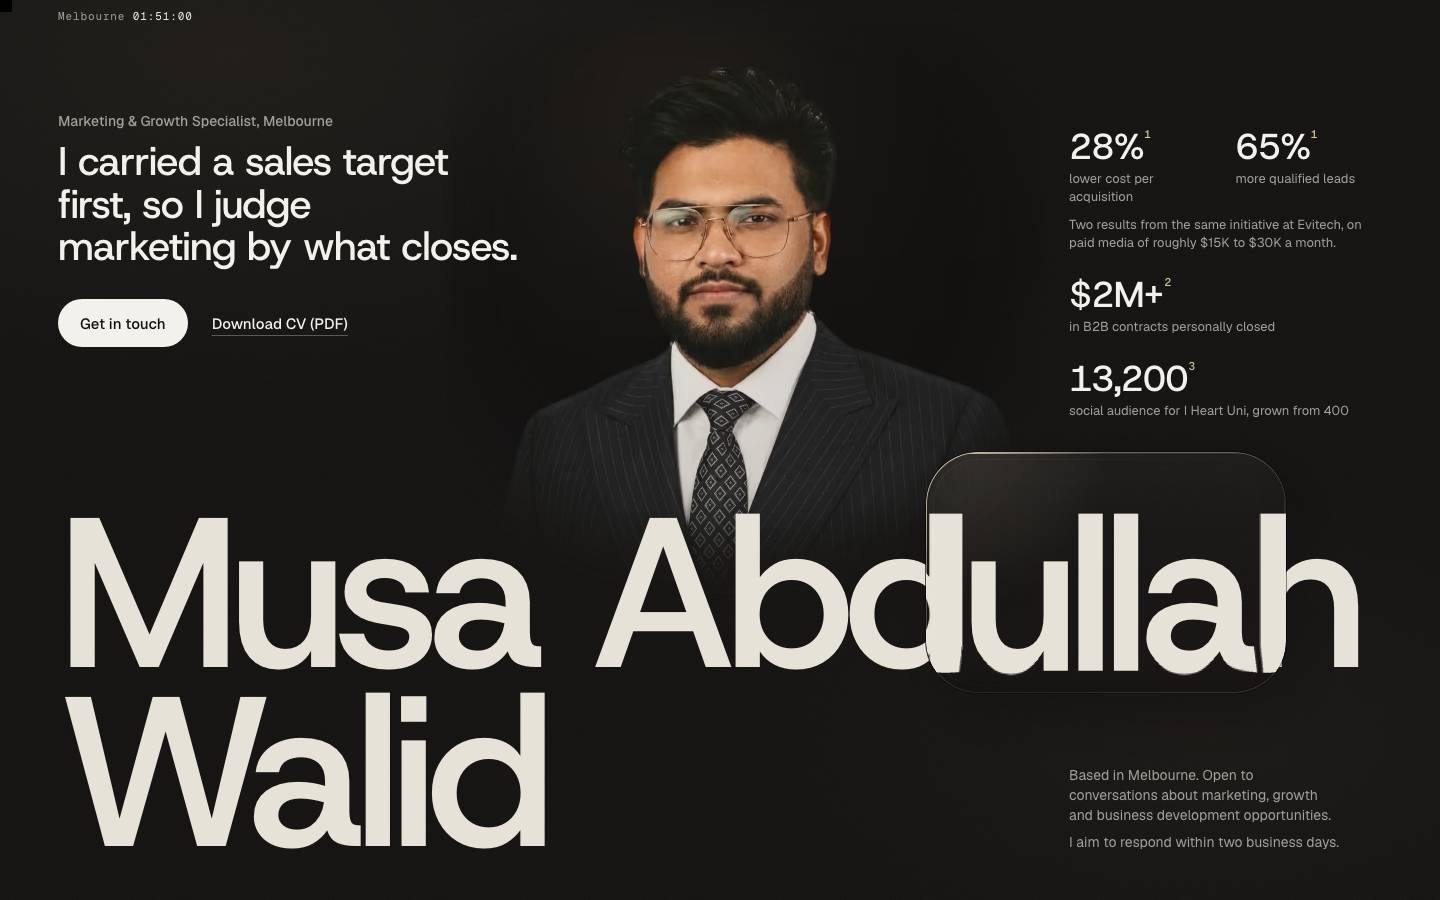 Melbourne 01:51:00
Marketing & Growth Specialist, Melbourne
I carried a sales target
first, so I judge
marketing by what closes.
Get in touch
Download CV (PDF)
28%1
lower cost per
acquisition
65%1
more qualified leads
Two results from the same initiative at Evitech, on
paid media of roughly $15K to $30K a month.
$2M+2
in B2B contracts personally closed
13,2003
social audience for I Heart Uni, grown from 400
Musa Abdullah
Walid
Based in Melbourne. Open to
conversations about marketing, growth
and business development opportunities.
I aim to respond within two business days.